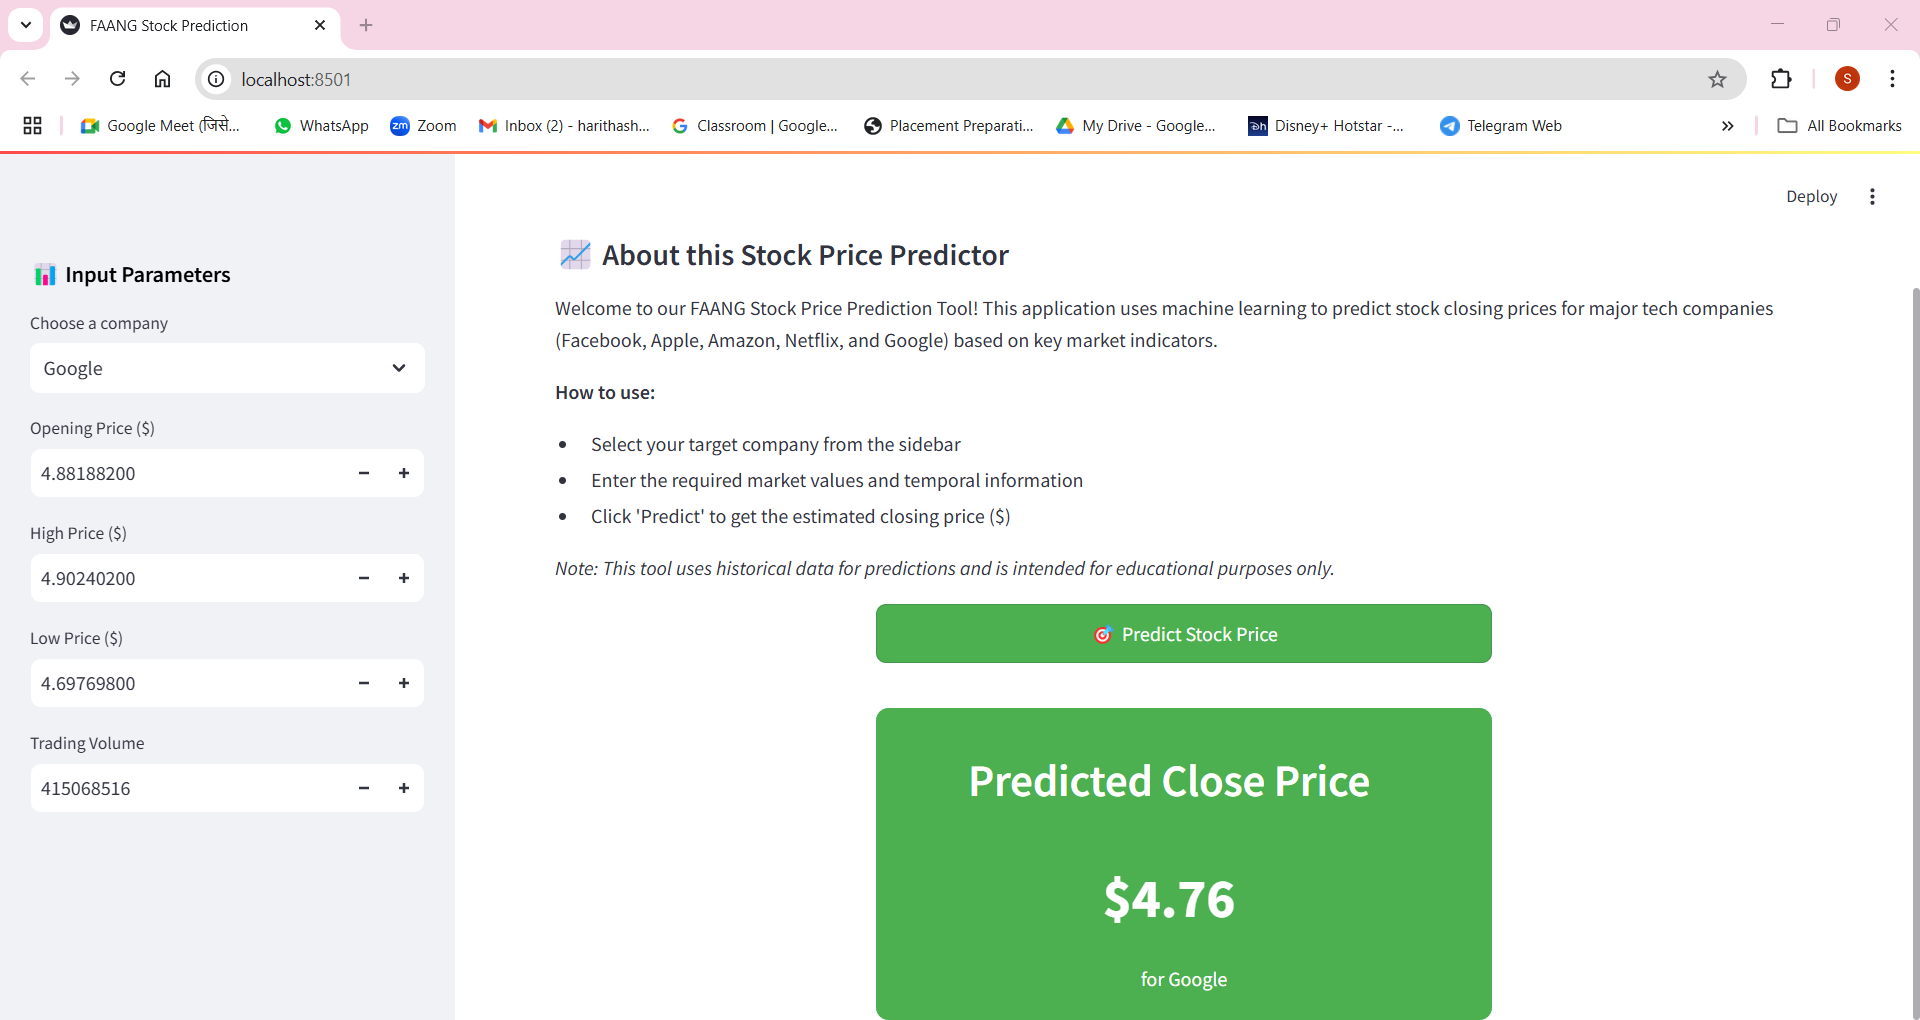 FAANG Stock Prediction
localhost:8501
Google Meet (जिसे...
WhatsApp
zm
Zoom
Inbox (2) - harithash...
Classroom | Google...
Placement Preparati...
My Drive - Google...
Disney+ Hotstar -...
Telegram Web
All Bookmarks
S
Deploy
Input Parameters
Choose a company
Google
Opening Price ($)
4.88188200
High Price ($)
4.90240200
Low Price ($)
4.69769800
Trading Volume
415068516
About this Stock Price Predictor
Welcome to our FAANG Stock Price Prediction Tool! This application uses machine learning to predict stock closing prices for major tech companies
(Facebook, Apple, Amazon, Netflix, and Google) based on key market indicators.
How to use:
• Select your target company from the sidebar
• Enter the required market values and temporal information
• Click 'Predict' to get the estimated closing price ($)
Note: This tool uses historical data for predictions and is intended for educational purposes only.
Predict Stock Price
Predicted Close Price
$4.76
for Google